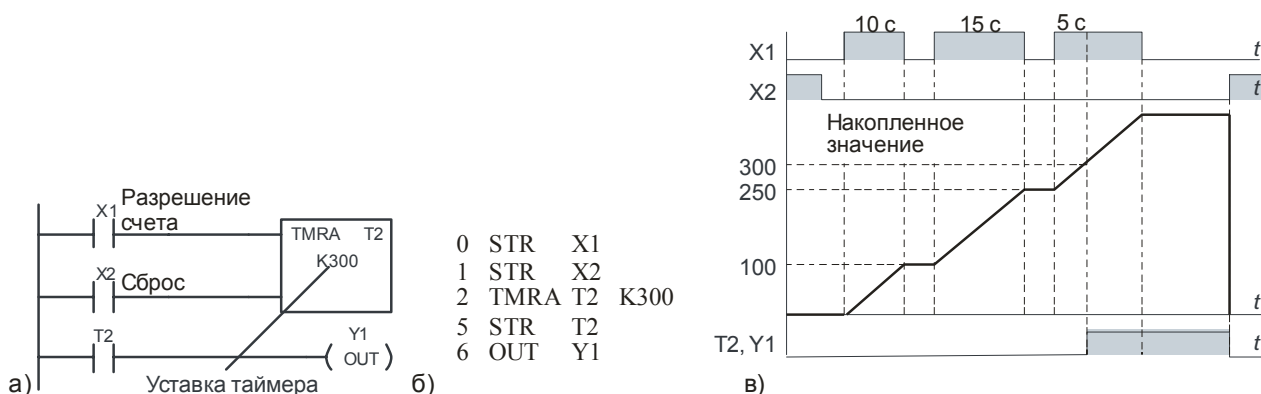 X1
Разрешение
счета
TMRA T2
K300
X2
Сброс
T2
Y1
OUT
Уставка таймера
а)
0 STR X1
1 STR X2
2 TMRA T2 K300
5 STR T2
6 OUT Y1
б)
10 с
15 с
5 с
X1
t
X2
t
Накопленное
значение
300
250
100
t
T2, Y1
t
в)